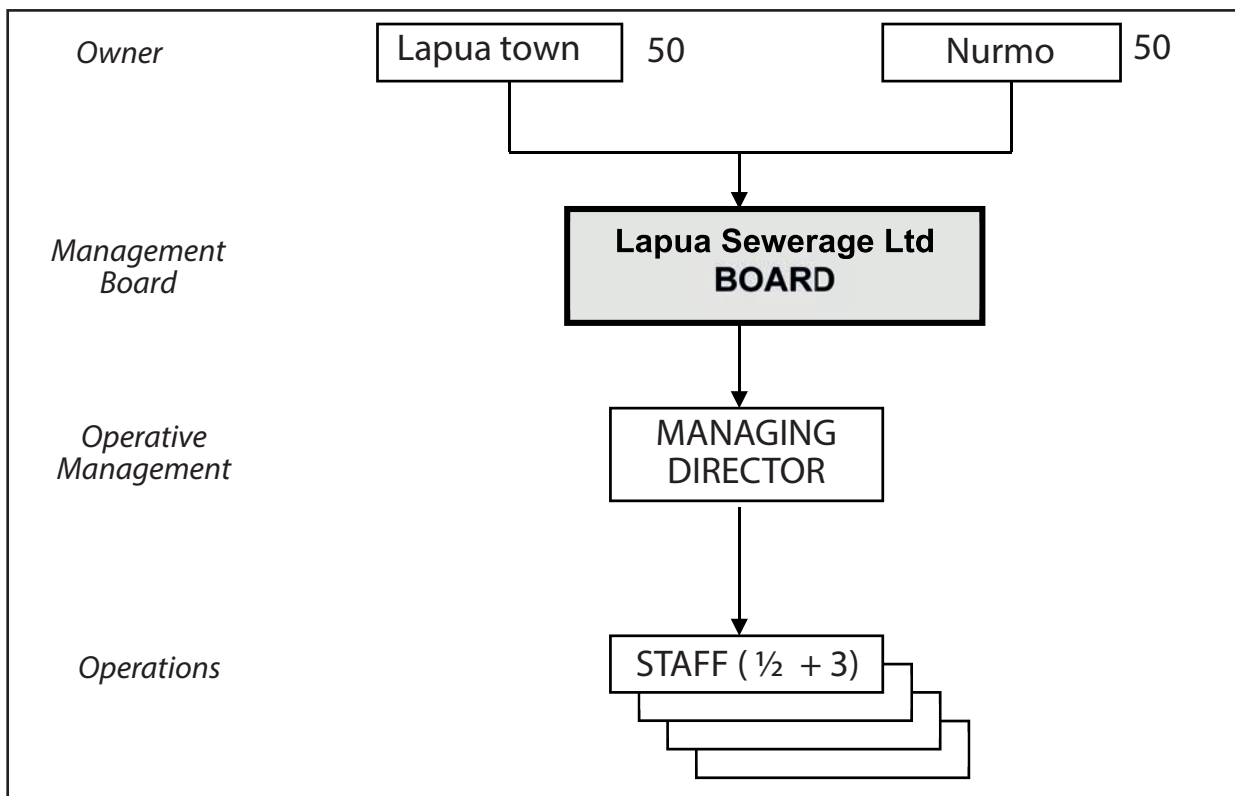 Owner
Lapua town 50
Nurmo 50
Management
Board
Lapua Sewerage Ltd
BOARD
Operative
Management
MANAGING
DIRECTOR
Operations
STAFF ( ½ + 3)